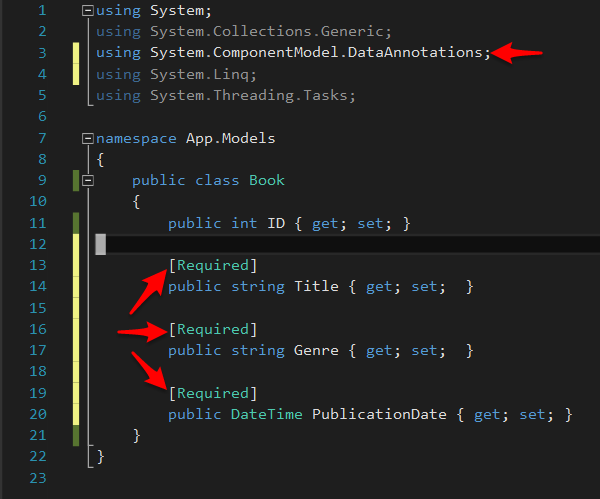 1 using System;
2 using System.Collections.Generic;
3 using System.ComponentModel.DataAnnotations;
4 using System.Linq;
5 using System.Threading.Tasks;
6
7 namespace App.Models
8 {
9 public class Book
10 {
11 public int ID { get; set; }
12
13 [Required]
14 public string Title { get; set;  }
15
16 [Required]
17 public string Genre { get; set;  }
18
19 [Required]
20 public DateTime PublicationDate { get; set; }
21 }
22 }
23